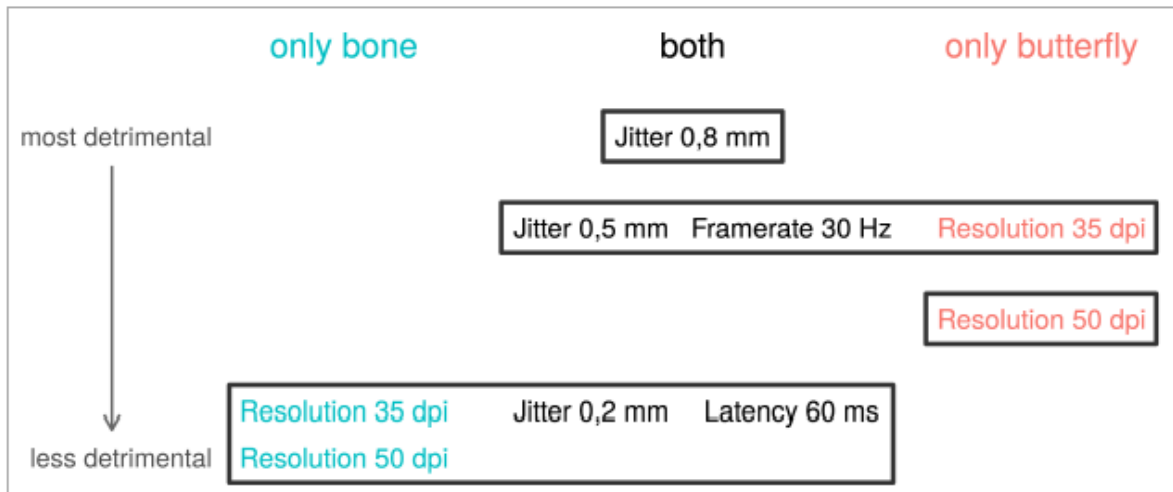 only bone both only butterfly
most detrimental Jitter 0,8 mm
Jitter 0,5 mm Framerate 30 Hz Resolution 35 dpi
Resolution 50 dpi
Resolution 35 dpi Jitter 0,2 mm Latency 60 ms
less detrimental Resolution 50 dpi